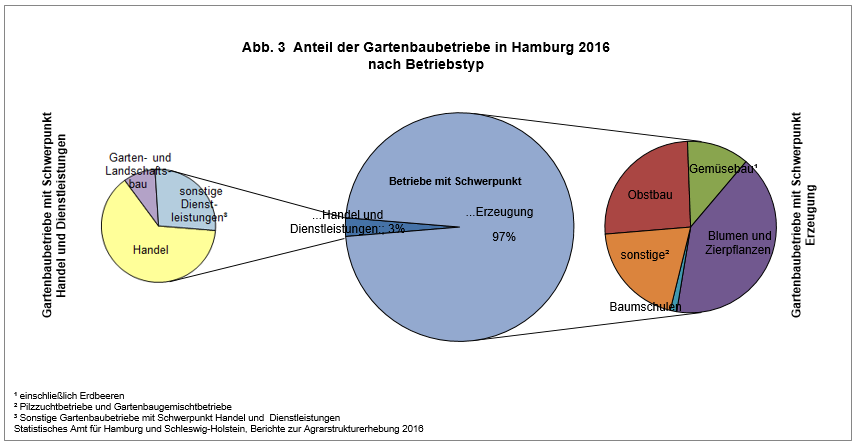 Abb. 3  Anteil der Gartenbaubetriebe in Hamburg 2016
nach Betriebstyp
Gartenbaubetriebe mit Schwerpunkt
Handel und Dienstleistungen
Garten- und
Landschafts-
bau
sonstige
Dienst-
leistungen³
Handel
Betriebe mit Schwerpunkt
...Handel und
Dienstleistungen;; 3%
...Erzeugung
97%
Gemüsebau¹
Obstbau
Blumen und
Zierpflanzen
sonstige²
Baumschulen
Gartenbaubetriebe mit Schwerpunkt
Erzeugung
¹ einschließlich Erdbeeren
² Pilzzuchtbetriebe und Gartenbaugemischtbetriebe
³ Sonstige Gartenbaubetriebe mit Schwerpunkt Handel und  Dienstleistungen
Statistisches Amt für Hamburg und Schleswig-Holstein, Berichte zur Agrarstrukturerhebung 2016